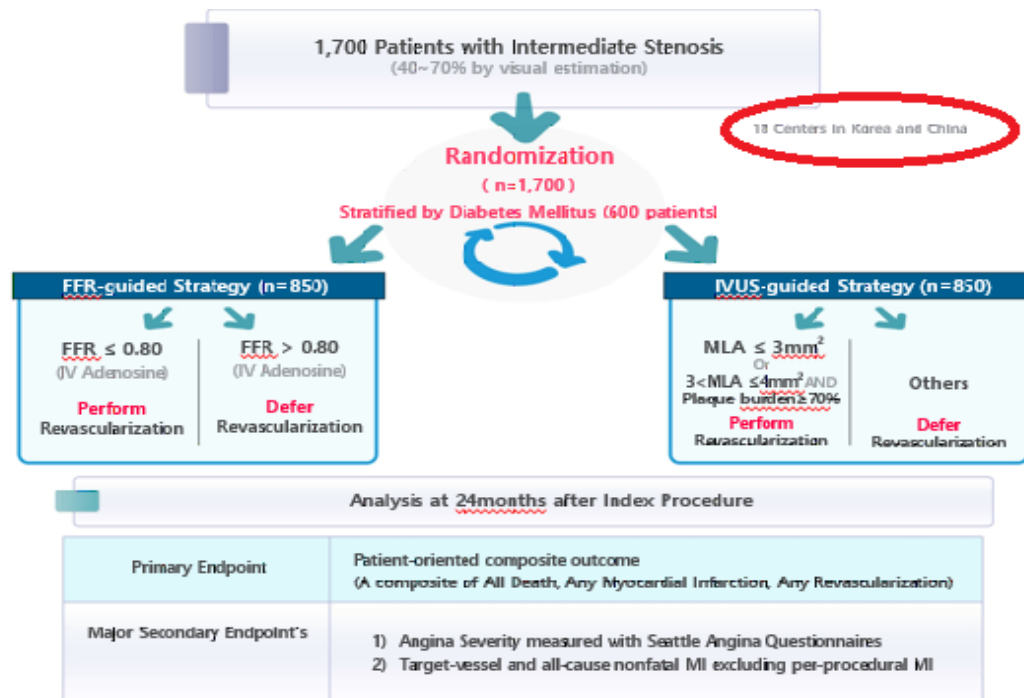 1,700 Patients with Intermediate Stenosis
(40~70% by visual estimation)
18 Centers in Korea and China
Randomization
( n=1,700 )
Stratified by Diabetes Mellitus (600 patients)
FFR-guided Strategy (n=850)
FFR ≤ 0.80
(IV Adenosine)
Perform
Revascularization
FFR > 0.80
(IV Adenosine)
Defer
Revascularization
IVUS-guided Strategy (n=850)
MLA ≤ 3mm²
Or
3<MLA ≤4mm² AND
Plaque burden≥70%
Perform
Revascularization
Others
Defer
Revascularization
Analysis at 24months after Index Procedure
Primary Endpoint
Patient-oriented composite outcome
(A composite of All Death, Any Myocardial Infarction, Any Revascularization)
Major Secondary Endpoint's
1) Angina Severity measured with Seattle Angina Questionnaires
2) Target-vessel and all-cause nonfatal MI excluding per-procedural MI